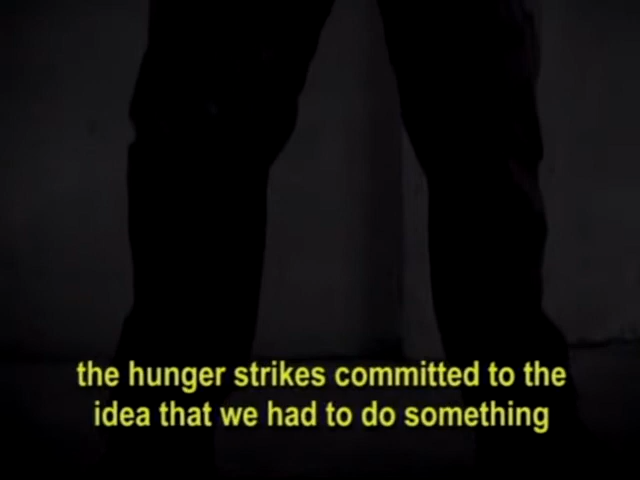 the hunger strikes committed to the
idea that we had to do something